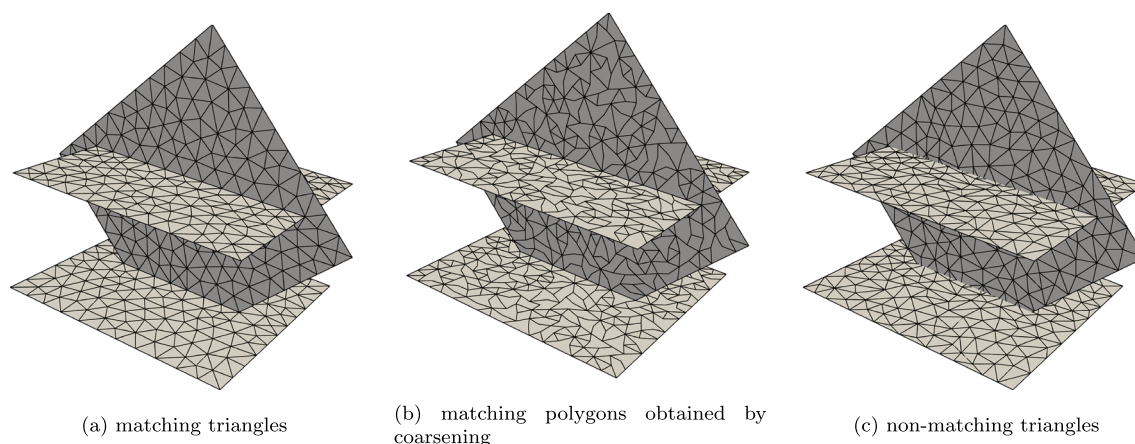 (a) matching triangles
(b) matching polygons obtained by
coarsening
(c) non-matching triangles